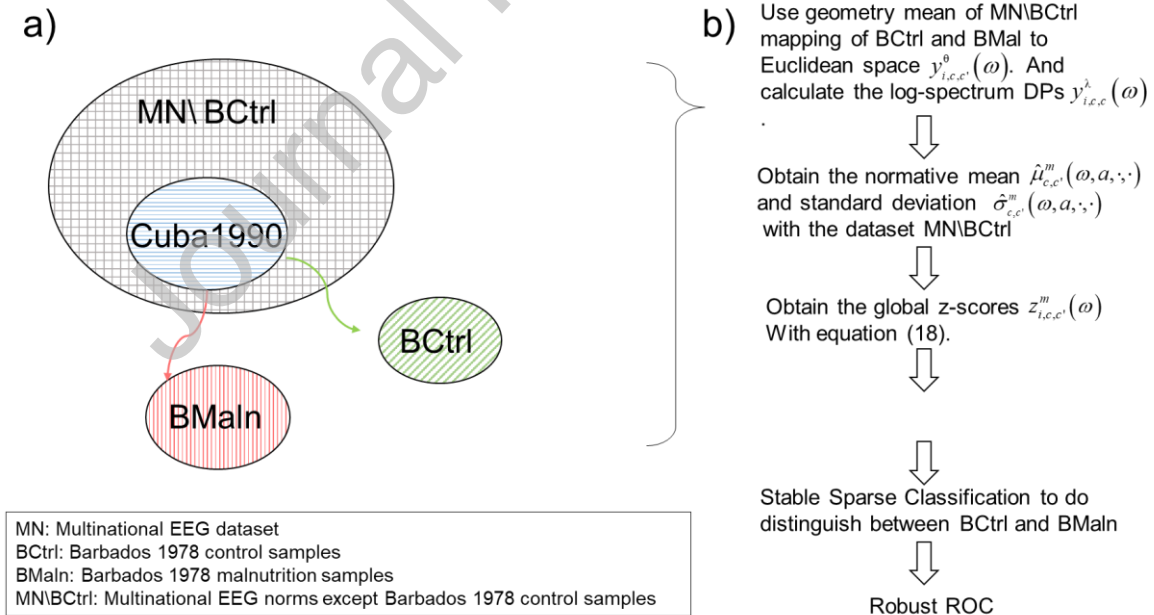 a)
MN\ BCtrl
Cuba1990
BCtrl
BMaln
MN: Multinational EEG dataset
BCtrl: Barbados 1978 control samples
BMaln: Barbados 1978 malnutrition samples
MN\BCtrl: Multinational EEG norms except Barbados 1978 control samples
Journal
b)
Use geometry mean of MN\BCtrl
mapping of BCtrl and BMal to
Euclidean space y^θ_{i,c,c'}(ω). And
calculate the log-spectrum DPs y^λ_{i,c,c}(ω)
.
Obtain the normative mean μ̂^m_{c,c'}(ω,a,·,·)
and standard deviation σ̂^m_{c,c'}(ω,a,·,·)
with the dataset MN\BCtrl
Obtain the global z-scores z^m_{i,c,c'}(ω)
With equation (18).
Stable Sparse Classification to do
distinguish between BCtrl and BMaln
Robust ROC